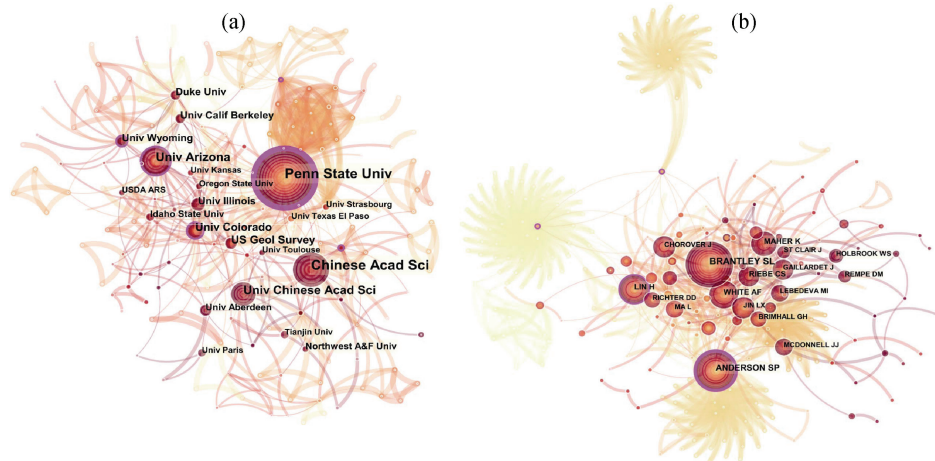 (a)
Duke Univ
Univ Calif Berkeley
Univ Wyoming
Univ Arizona
Univ Kansas
Penn State Univ
Oregon State Univ
USDA ARS
Univ Illinois
Univ Strasbourg
Idaho State Univ
Univ Texas El Paso
Univ Colorado
US Geol Survey
Univ Toulouse
Chinese Acad Sci
Univ Chinese Acad Sci
Univ Aberdeen
Tianjin Univ
Northwest A&F Univ
Univ Paris
(b)
MAHER K
CHOROVER J
ST CLAIR J
HOLBROOK WS
BRANTLEY SL
GAILLARDET J
RIEBE CS
REMPE DM
LIN H
WHITE AF
LEBEDEVA MI
RICHTER DD
JIN LX
MA L
BRIMHALL GH
MCDONNELL JJ
ANDERSON SP